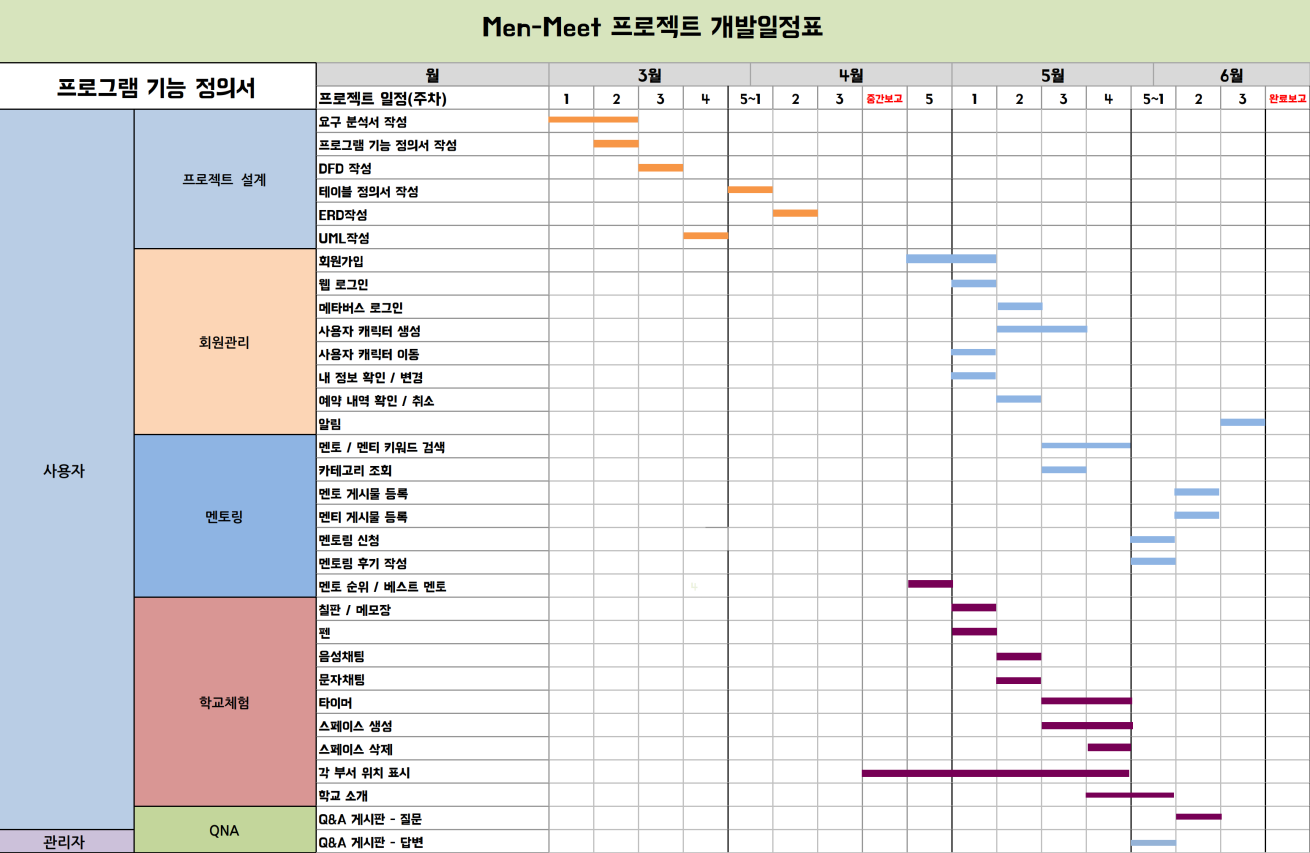 Men-Meet 프로젝트 개발일정표
프로그램 기능 정의서
월 3월 4월 5월 6월
프로젝트 일정(주차) 1 2 3 4 5~1 2 3 중간보고 5 1 2 3 4 5~1 2 3 완료보고
사용자
프로젝트 설계
요구 분석서 작성
프로그램 기능 정의서 작성
DFD 작성
테이블 정의서 작성
ERD작성
UML작성
회원관리
회원가입
웹 로그인
메타버스 로그인
사용자 캐릭터 생성
사용자 캐릭터 이동
내 정보 확인 / 변경
예약 내역 확인 / 취소
알림
멘토링
멘토 / 멘티 키워드 검색
카테고리 조회
멘토 게시물 등록
멘티 게시물 등록
멘토링 신청
멘토링 후기 작성
멘토 순위 / 베스트 멘토
4
학교체험
칠판 / 메모장
펜
음성채팅
문자채팅
타이머
스페이스 생성
스페이스 삭제
각 부서 위치 표시
학교 소개
QNA
Q&A 게시판 - 질문
관리자
Q&A 게시판 - 답변